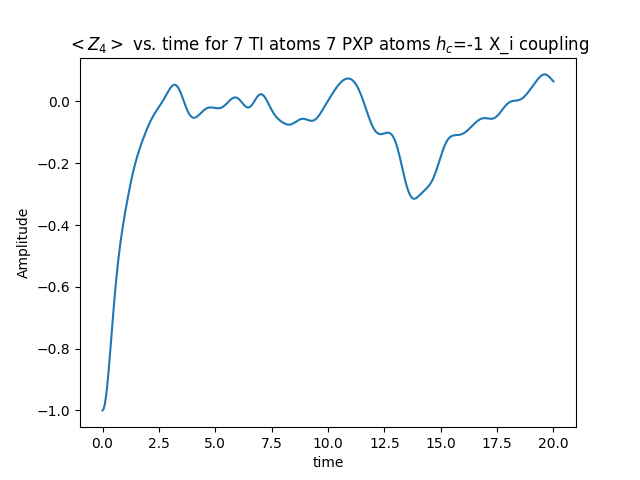 < Z₄ > vs. time for 7 TI atoms 7 PXP atoms h_c=-1 X_i coupling
0.0
−0.2
−0.4
−0.6
−0.8
−1.0
Amplitude
0.0 2.5 5.0 7.5 10.0 12.5 15.0 17.5 20.0
time